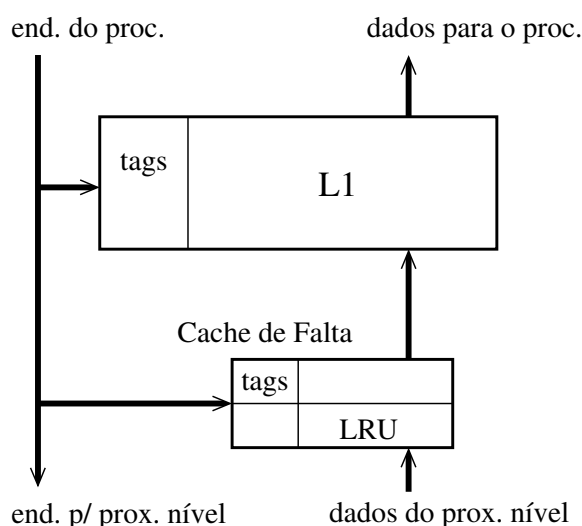 end. do proc.
dados para o proc.
tags
L1
Cache de Falta
tags
LRU
end. p/ prox. nível
dados do prox. nível